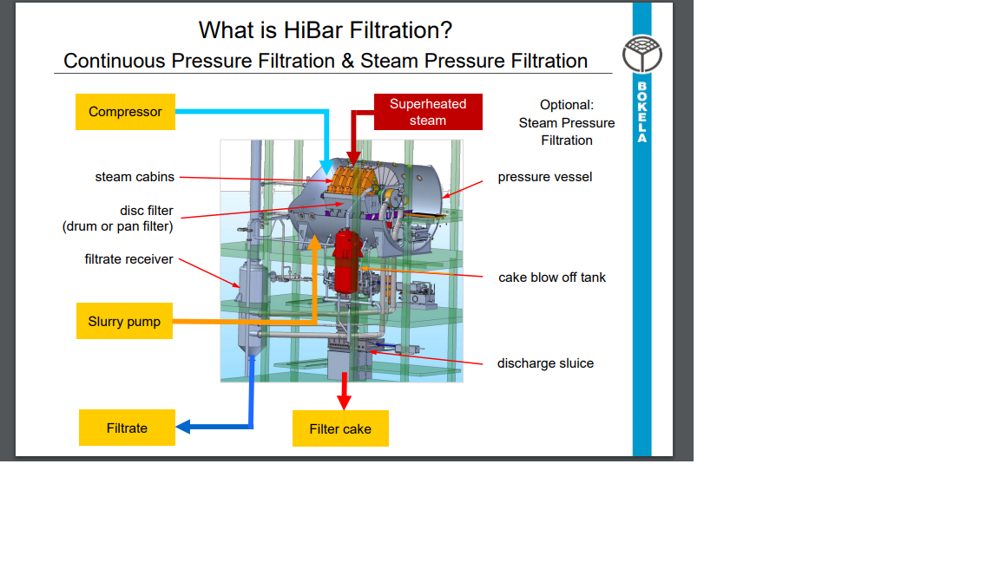 What is HiBar Filtration?
Continuous Pressure Filtration & Steam Pressure Filtration
BOKELA
Compressor
Superheated
steam
Optional:
Steam Pressure
Filtration
steam cabins
pressure vessel
disc filter
(drum or pan filter)
filtrate receiver
cake blow off tank
Slurry pump
discharge sluice
Filtrate
Filter cake